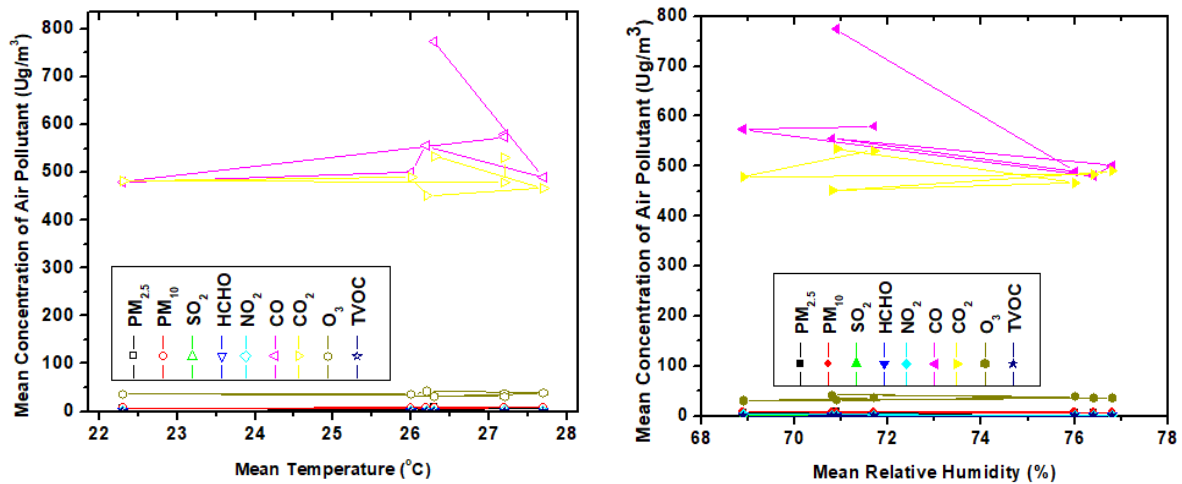 Mean Concentration of Air Pollutant (Ug/m³)
800
700
600
500
400
300
200
100
0
PM₂.₅
PM₁₀
SO₂
HCHO
NO₂
CO
CO₂
O₃
TVOC
22 23 24 25 26 27 28
Mean Temperature (°C)
Mean Concentration of Air Pollutant (Ug/m³)
800
700
600
500
400
300
200
100
0
PM₂.₅
PM₁₀
SO₂
HCHO
NO₂
CO
CO₂
O₃
TVOC
68 70 72 74 76 78
Mean Relative Humidity (%)